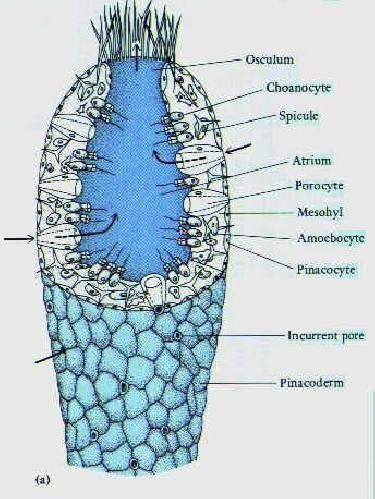 Osculum
Choanocyte
Spicule
Atrium
Porocyte
Mesohyl
Amoebocyte
Pinacocyte
Incurrent pore
Pinacoderm
(a)